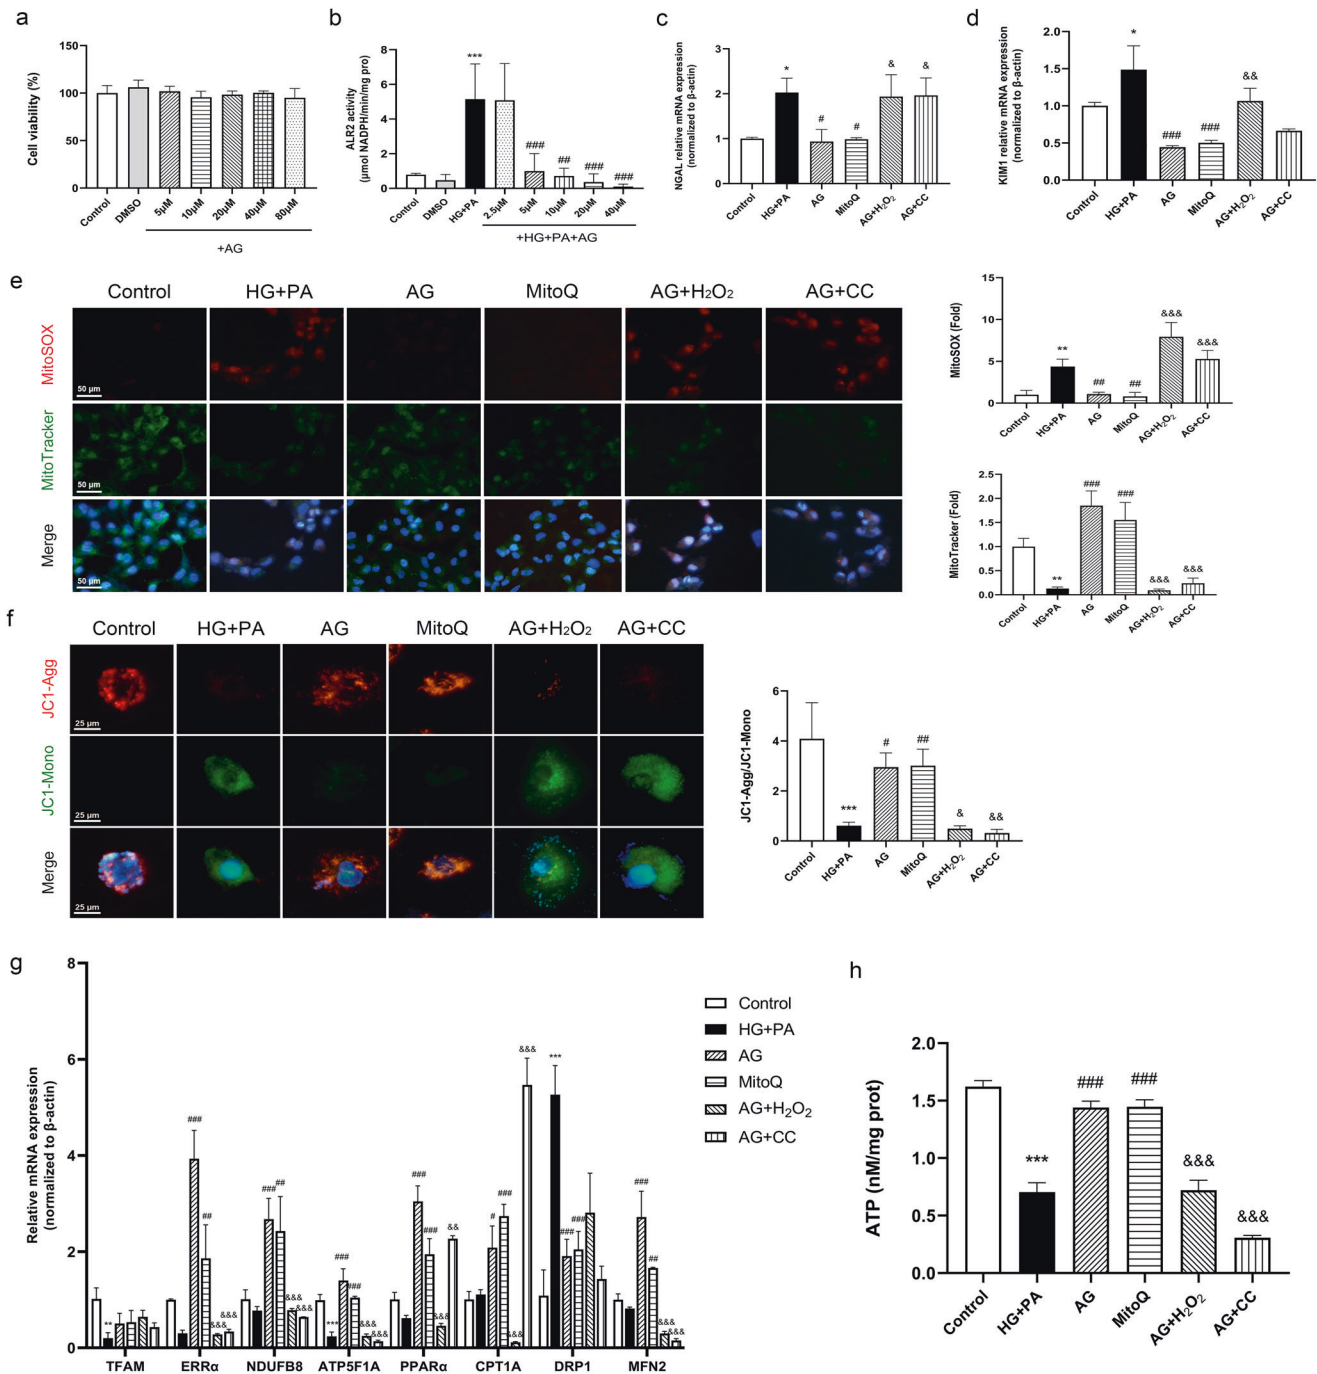 a
Cell viability (%)
150
100
50
0
Control
DMSO
5μM
10μM
20μM
40μM
80μM
+AG
b
ALR2 activity
(μmol NADPH/min/mg pro)
8
6
4
2
0
***
###
##
###
###
Control
DMSO
HG+PA
2.5μM
5μM
10μM
20μM
40μM
+HG+PA+AG
c
NGAL relative mRNA expression
(normalized to β-actin)
3
2
1
0
*
#
#
&
&
Control
HG+PA
AG
MitoQ
AG+H₂O₂
AG+CC
d
KIM1 relative mRNA expression
(normalized to β-actin)
2.0
1.5
1.0
0.5
0.0
*
###
###
&&
Control
HG+PA
AG
MitoQ
AG+H₂O₂
AG+CC
e
Control
HG+PA
AG
MitoQ
AG+H₂O₂
AG+CC
MitoSOX
50 μm
MitoTracker
50 μm
Merge
50 μm
MitoSOX (Fold)
15
10
5
0
**
##
##
&&&
&&&
Control
HG+PA
AG
MitoQ
AG+H₂O₂
AG+CC
MitoTracker (Fold)
2.5
2.0
1.5
1.0
0.5
0.0
**
###
###
&&&
&&&
Control
HG+PA
AG
MitoQ
AG+H₂O₂
AG+CC
f
Control
HG+PA
AG
MitoQ
AG+H₂O₂
AG+CC
JC1-Agg
25 μm
JC1-Mono
25 μm
Merge
25 μm
JC1-Agg/JC1-Mono
6
4
2
0
***
#
##
&
&&
Control
HG+PA
AG
MitoQ
AG+H₂O₂
AG+CC
g
Relative mRNA expression
(normalized to β-actin)
8
6
4
2
0
**
###
##
&&&
&&&
###
##
&&&
&&&
***
###
###
&&&
&&&
###
###
&&&
&&
#
###
&&&
&&&
***
###
###
###
##
&&&
&&&
TFAM
ERRα
NDUFB8
ATP5F1A
PPARα
CPT1A
DRP1
MFN2
Control
HG+PA
AG
MitoQ
AG+H₂O₂
AG+CC
h
ATP (nM/mg prot)
2.0
1.5
1.0
0.5
0.0
***
###
###
&&&
&&&
Control
HG+PA
AG
MitoQ
AG+H₂O₂
AG+CC